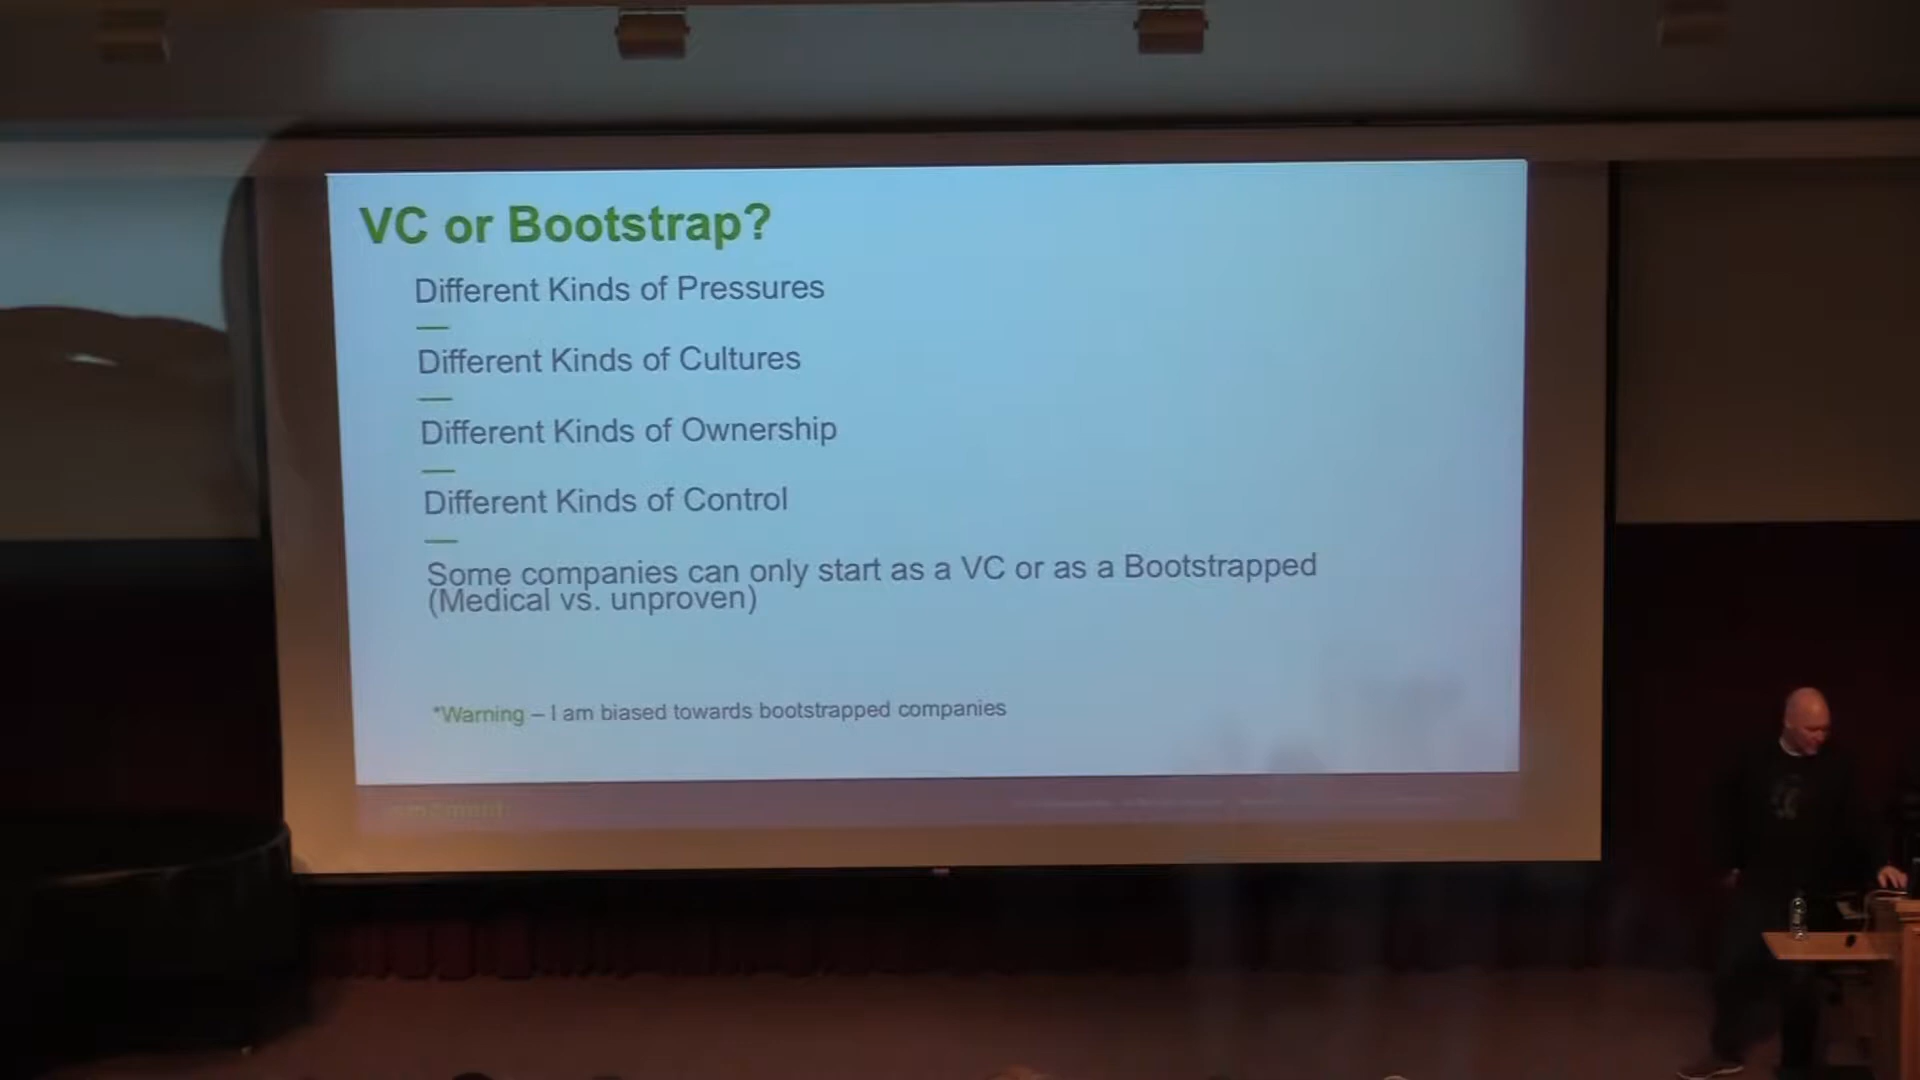 VC or Bootstrap?
Different Kinds of Pressures
Different Kinds of Cultures
Different Kinds of Ownership
Different Kinds of Control
Some companies can only start as a VC or as a Bootstrapped
(Medical vs. unproven)
*Warning – I am biased towards bootstrapped companies